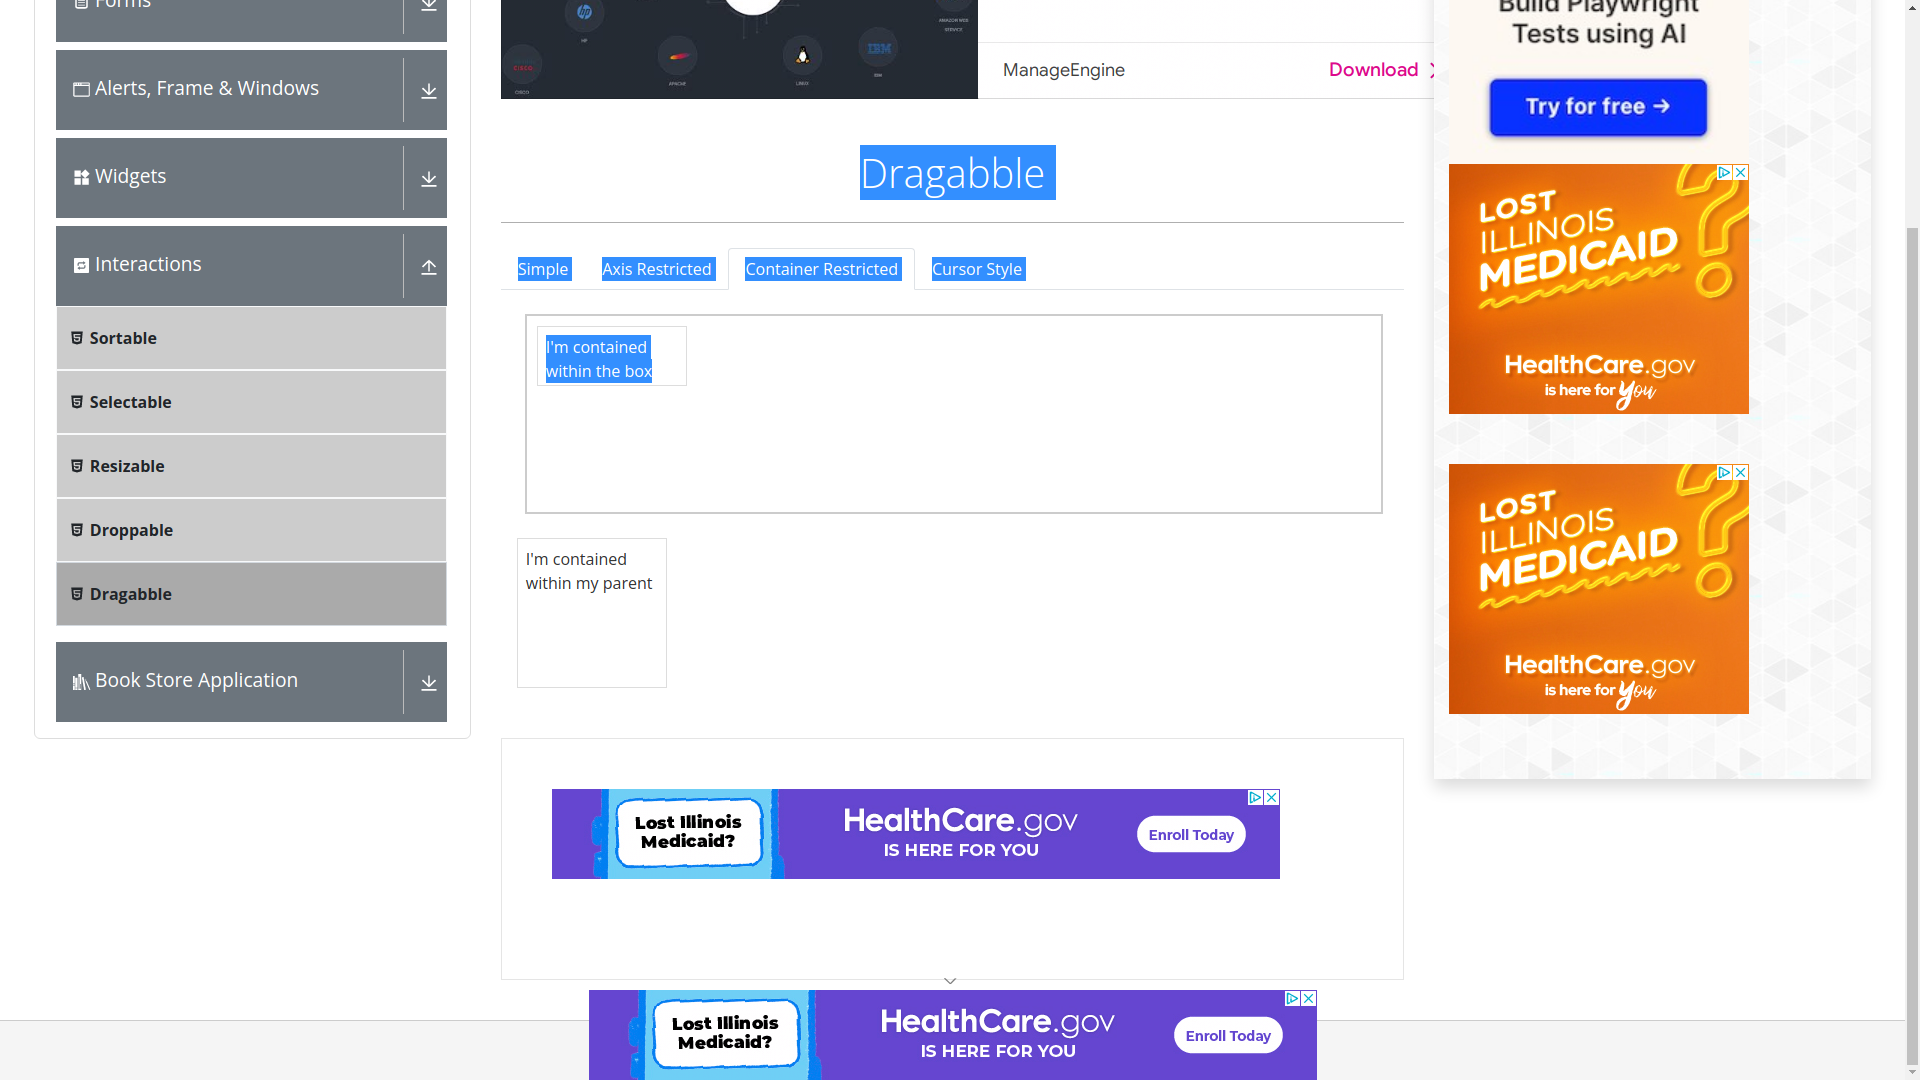 Forms
Alerts, Frame & Windows
Widgets
Interactions
Sortable
Selectable
Resizable
Droppable
Dragabble
Book Store Application
hp
HP
CISCO
CISCO
APACHE
LINUX
IBM
IBM
AMAZON WEB
SERVICE
ManageEngine
Download
Dragabble
Simple
Axis Restricted
Container Restricted
Cursor Style
I'm contained
within the box
I'm contained
within my parent
Lost Illinois
Medicaid?
HealthCare.gov
IS HERE FOR YOU
Enroll Today
Lost Illinois
Medicaid?
HealthCare.gov
IS HERE FOR YOU
Enroll Today
Build Playwright
Tests using AI
Try for free →
LOST
ILLINOIS
MEDICAID
?
HealthCare.gov
is here for You
LOST
ILLINOIS
MEDICAID
?
HealthCare.gov
is here for You